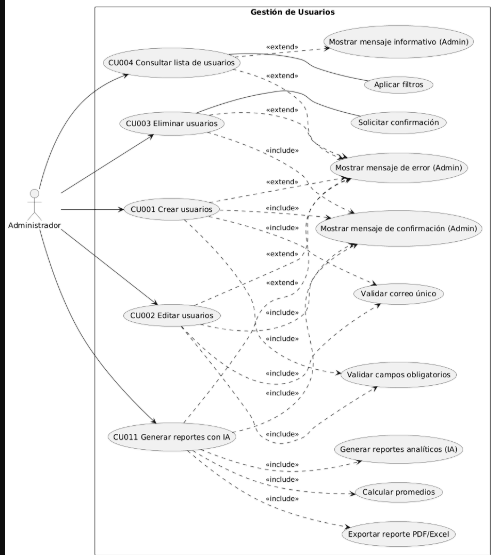 Gestión de Usuarios
Mostrar mensaje informativo (Admin)
«extend»
CU004 Consultar lista de usuarios
«extend»
Aplicar filtros
«extend»
CU003 Eliminar usuarios
Solicitar confirmación
«include»
Mostrar mensaje de error (Admin)
«extend»
Administrador
CU001 Crear usuarios
«include»
Mostrar mensaje de confirmación (Admin)
«include»
«extend»
Validar correo único
«extend»
CU002 Editar usuarios
«include»
«include»
Validar campos obligatorios
«include»
«include»
CU011 Generar reportes con IA
«include»
Generar reportes analíticos (IA)
«include»
«include»
Calcular promedios
«include»
Exportar reporte PDF/Excel